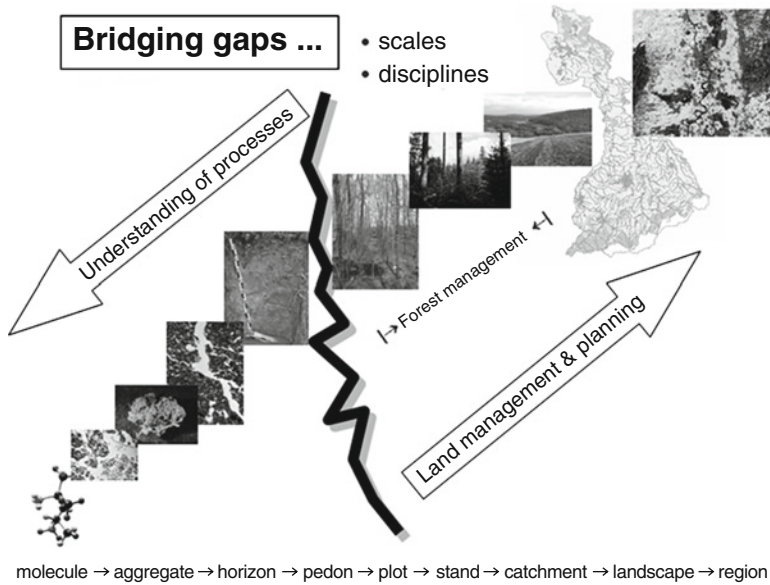 Bridging gaps ...
• scales
• disciplines
Understanding of processes
Forest management
Land management & planning
molecule → aggregate → horizon → pedon → plot → stand → catchment → landscape → region